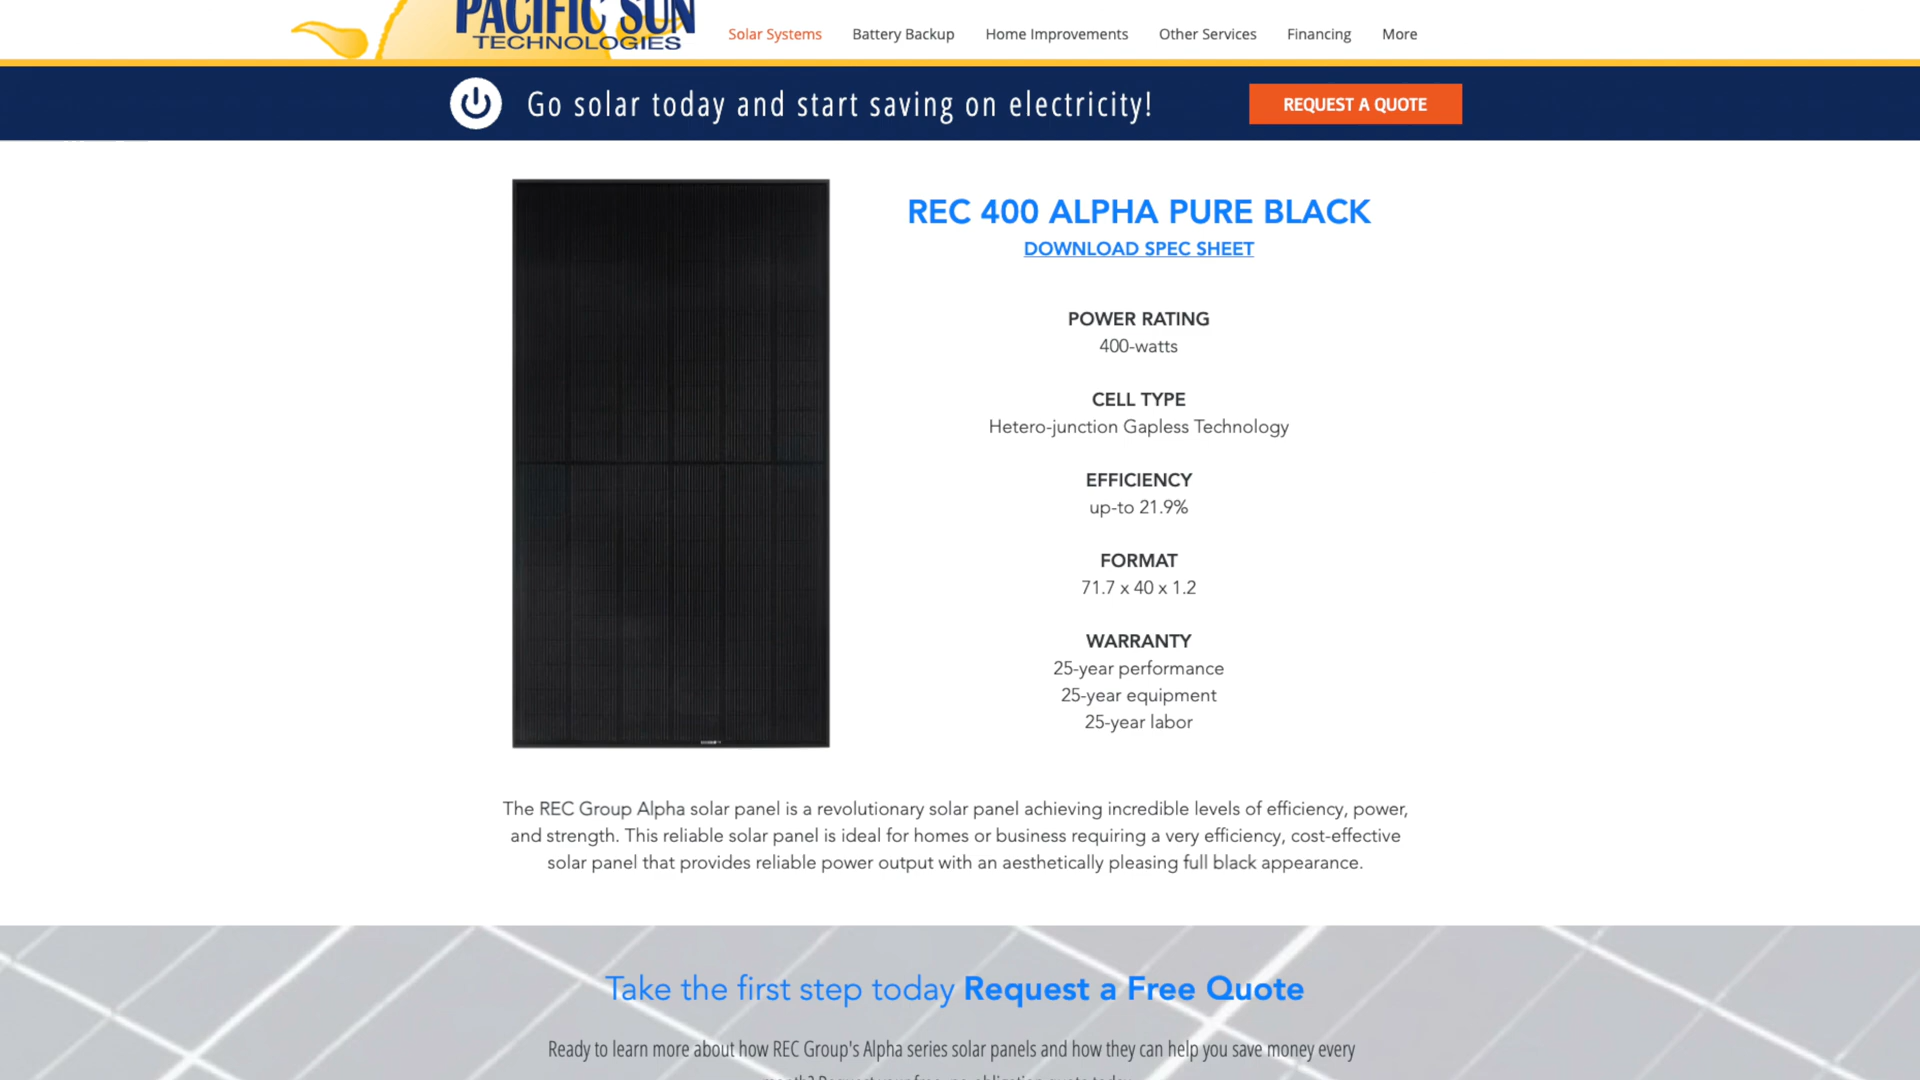 PACIFIC SUN
TECHNOLOGIES
Solar Systems Battery Backup Home Improvements Other Services Financing More
Go solar today and start saving on electricity! REQUEST A QUOTE
REC 400 ALPHA PURE BLACK
DOWNLOAD SPEC SHEET
POWER RATING
400-watts
CELL TYPE
Hetero-junction Gapless Technology
EFFICIENCY
up-to 21.9%
FORMAT
71.7 x 40 x 1.2
WARRANTY
25-year performance
25-year equipment
25-year labor
The REC Group Alpha solar panel is a revolutionary solar panel achieving incredible levels of efficiency, power,
and strength. This reliable solar panel is ideal for homes or business requiring a very efficiency, cost-effective
solar panel that provides reliable power output with an aesthetically pleasing full black appearance.
Take the first step today Request a Free Quote
Ready to learn more about how REC Group's Alpha series solar panels and how they can help you save money every